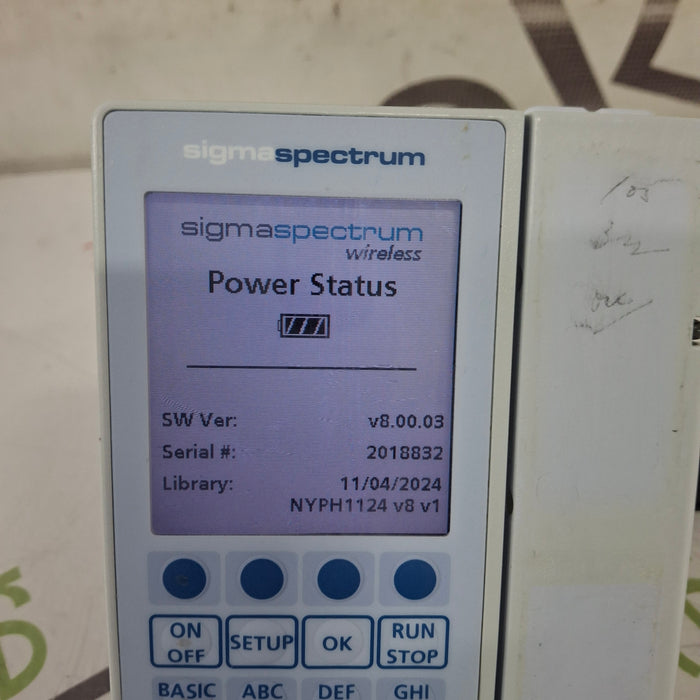 sigmaspectrum
sigmaspectrum
wireless
Power Status
SW Ver: v8.00.03
Serial #: 2018832
Library: 11/04/2024
NYPH1124 v8 v1
ON OFF SETUP OK RUN STOP
BASIC ABC DEF GHI